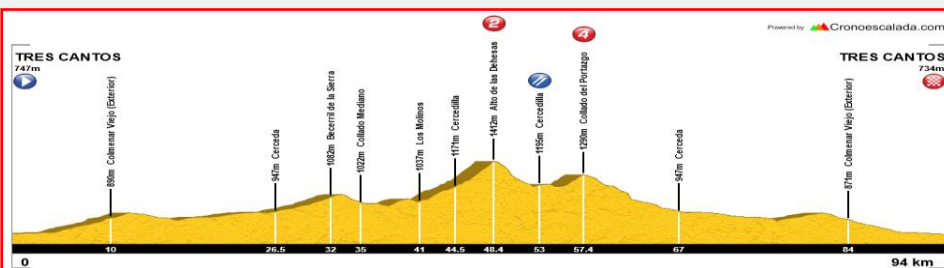 Powered by Cronoescalada.com
TRES CANTOS
747m
890m Colmenar Viejo (Exterior)
947m Cerceda
1082m Becerril de la Sierra
1022m Collado Mediano
1037m Los Molinos
1171m Cercedilla
2
1412m Alto de las Dehesas
1195m Cercedilla
4
1290m Collado del Portazgo
947m Cerceda
871m Colmenar Viejo (Exterior)
TRES CANTOS
734m
10
26.5
32
35
41
44.5
48.4
53
57.4
67
84
0
94 km